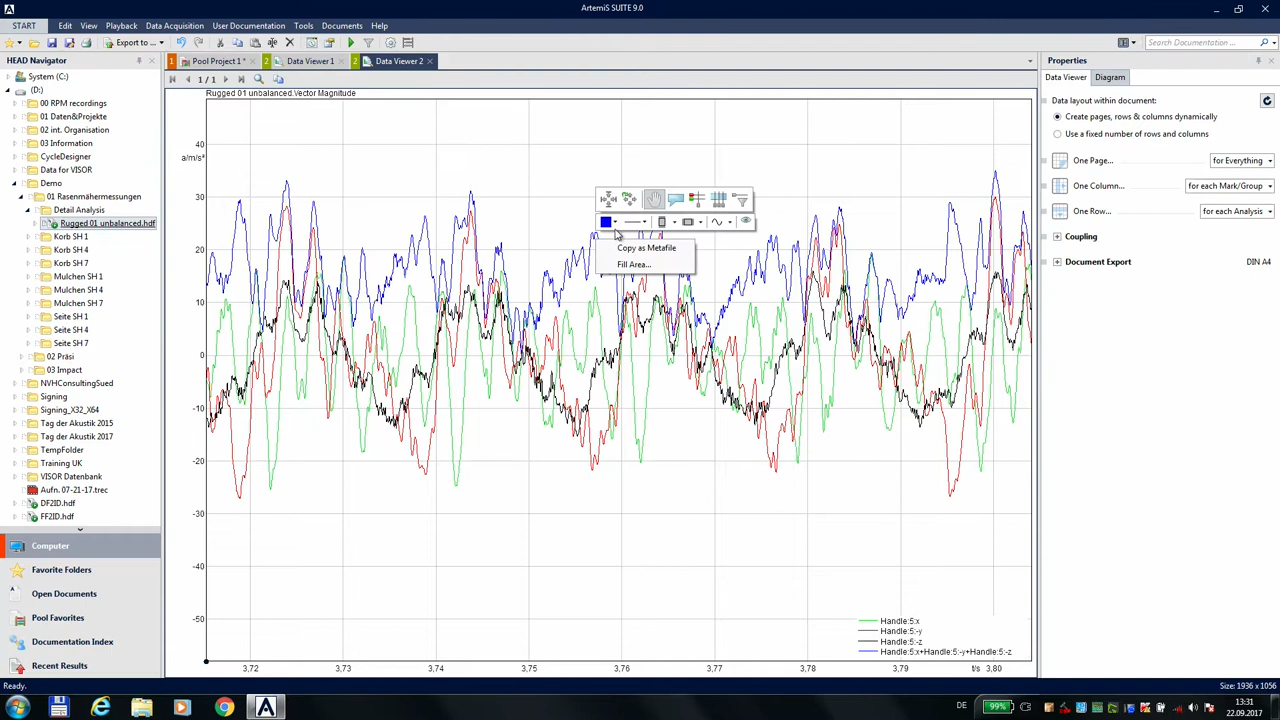 ArtemiS SUITE 9.0
START Edit View Playback Data Acquisition User Documentation Tools Documents Help
Export to ...
Search Documentation...
HEAD Navigator
1 Pool Project 1 * 2 Data Viewer 1 2 Data Viewer 2
Properties
1 / 1
Data Viewer Diagram
System (C:)
(D:)
00 RPM recordings
01 Daten&Projekte
02 int. Organisation
03 Information
CycleDesigner
Data for VISOR
Demo
01 Rasenmähermessungen
Detail Analysis
Rugged 01 unbalanced.hdf
Korb SH 1
Korb SH 4
Korb SH 7
Mulchen SH 1
Mulchen SH 4
Mulchen SH 7
Seite SH 1
Seite SH 4
Seite SH 7
02 Präsi
03 Impact
NVHConsultingSued
Signing
Signing_X32_X64
Tag der Akustik 2015
Tag der Akustik 2017
TempFolder
Training UK
VISOR Datenbank
Aufn. 07-21-17.trec
DF2ID.hdf
FF2ID.hdf
Computer
Favorite Folders
Open Documents
Pool Favorites
Documentation Index
Recent Results
Rugged 01 unbalanced.Vector Magnitude
40
a/m/s²
30
20
10
0
-10
-20
-30
-40
-50
Copy as Metafile
Fill Area...
Handle:5:x
Handle:5:-y
Handle:5:-z
Handle:5:x+Handle:5:-y+Handle:5:-z
3,72 3,73 3,74 3,75 3,76 3,77 3,78 3,79 t/s 3,80
Data layout within document:
Create pages, rows & columns dynamically
Use a fixed number of rows and columns
One Page... for Everything
One Column... for each Mark/Group
One Row... for each Analysis
Coupling
Document Export DIN A4
Ready.
Size: 1936 x 1056
DE 99% 13:31
22.09.2017